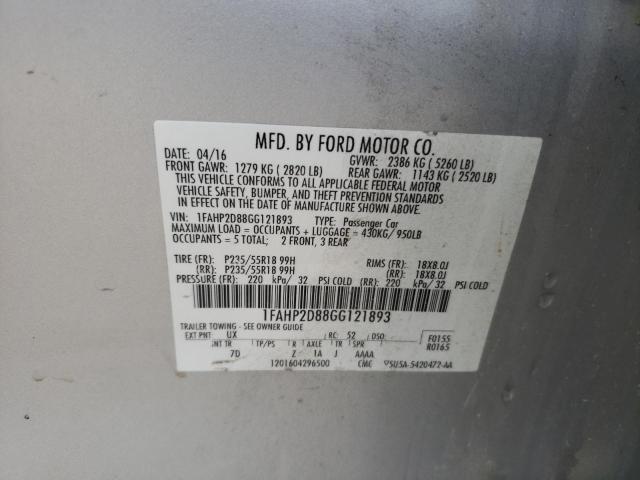 MFD. BY FORD MOTOR CO.
DATE: 04/16 GVWR: 2386 KG ( 5260 LB)
FRONT GAWR: 1279 KG ( 2820 LB) REAR GAWR: 1143 KG ( 2520 LB)
THIS VEHICLE CONFORMS TO ALL APPLICABLE FEDERAL MOTOR
VEHICLE SAFETY, BUMPER, AND THEFT PREVENTION STANDARDS
IN EFFECT ON THE DATE OF MANUFACTURE SHOWN ABOVE.
VIN: 1FAHP2D88GG121893 TYPE: Passenger Car
MAXIMUM LOAD = OCCUPANTS + LUGGAGE = 430KG/ 950LB
OCCUPANTS = 5 TOTAL; 2 FRONT, 3 REAR
TIRE (FR): P235/55R18 99H RIMS (FR): 18X8.0J
(RR): P235/55R18 99H (RR): 18X8.0J
PRESSURE (FR): 220 kPa/ 32 PSI COLD (RR): 220 kPa/ 32 PSI COLD
1FAHP2D88GG121893
TRAILER TOWING - SEE OWNER GUIDE
EXT PNT: UX RC: 52 DSO: F0155
R0165
INT TR TP/PS R AXLE TR SPR
7D Z 1A J AAAA
1201604296500 CMC 5U5A-5420472-AA